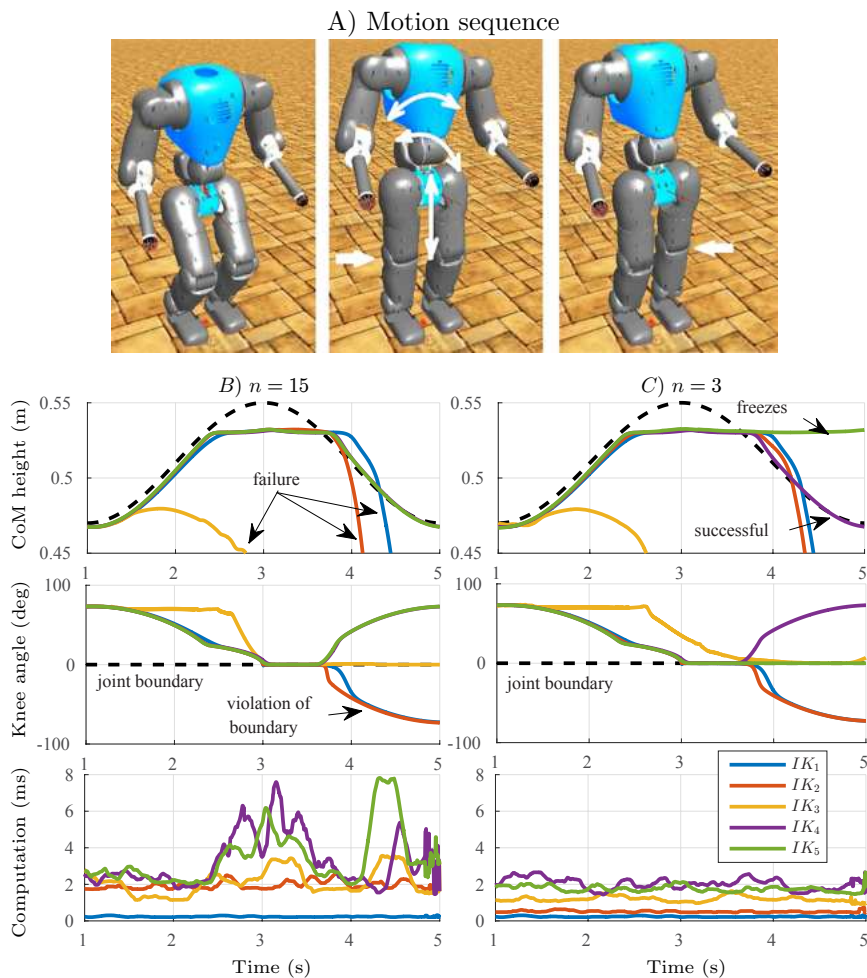 A) Motion sequence
B) n = 15
C) n = 3
CoM height (m)
0.55
0.5
0.45
failure
1
2
3
4
5
0.55
0.5
0.45
freezes
successful
1
2
3
4
5
Knee angle (deg)
100
0
-100
joint boundary
violation of
boundary
1
2
3
4
5
100
0
-100
joint boundary
1
2
3
4
5
Computation (ms)
8
6
4
2
0
1
2
3
4
5
Time (s)
8
6
4
2
0
IK₁
IK₂
IK₃
IK₄
IK₅
1
2
3
4
5
Time (s)